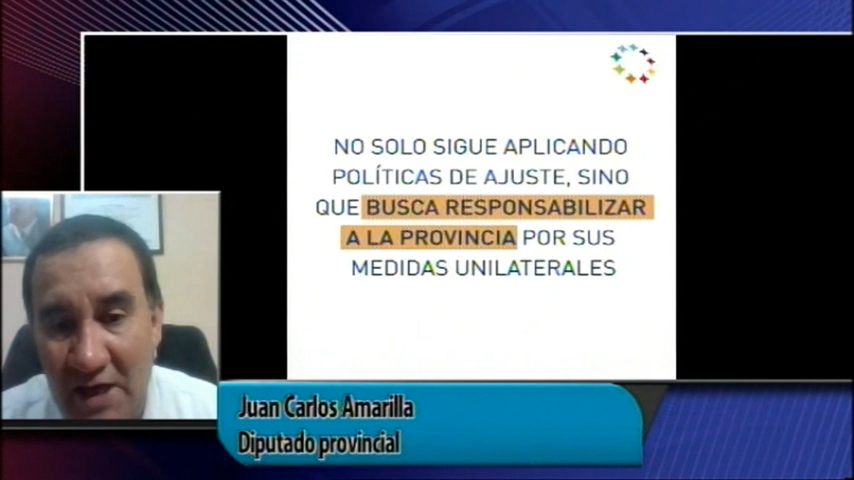 NO SOLO SIGUE APLICANDO
POLÍTICAS DE AJUSTE, SINO
QUE BUSCA RESPONSABILIZAR
A LA PROVINCIA POR SUS
MEDIDAS UNILATERALES
Juan Carlos Amarilla
Diputado provincial